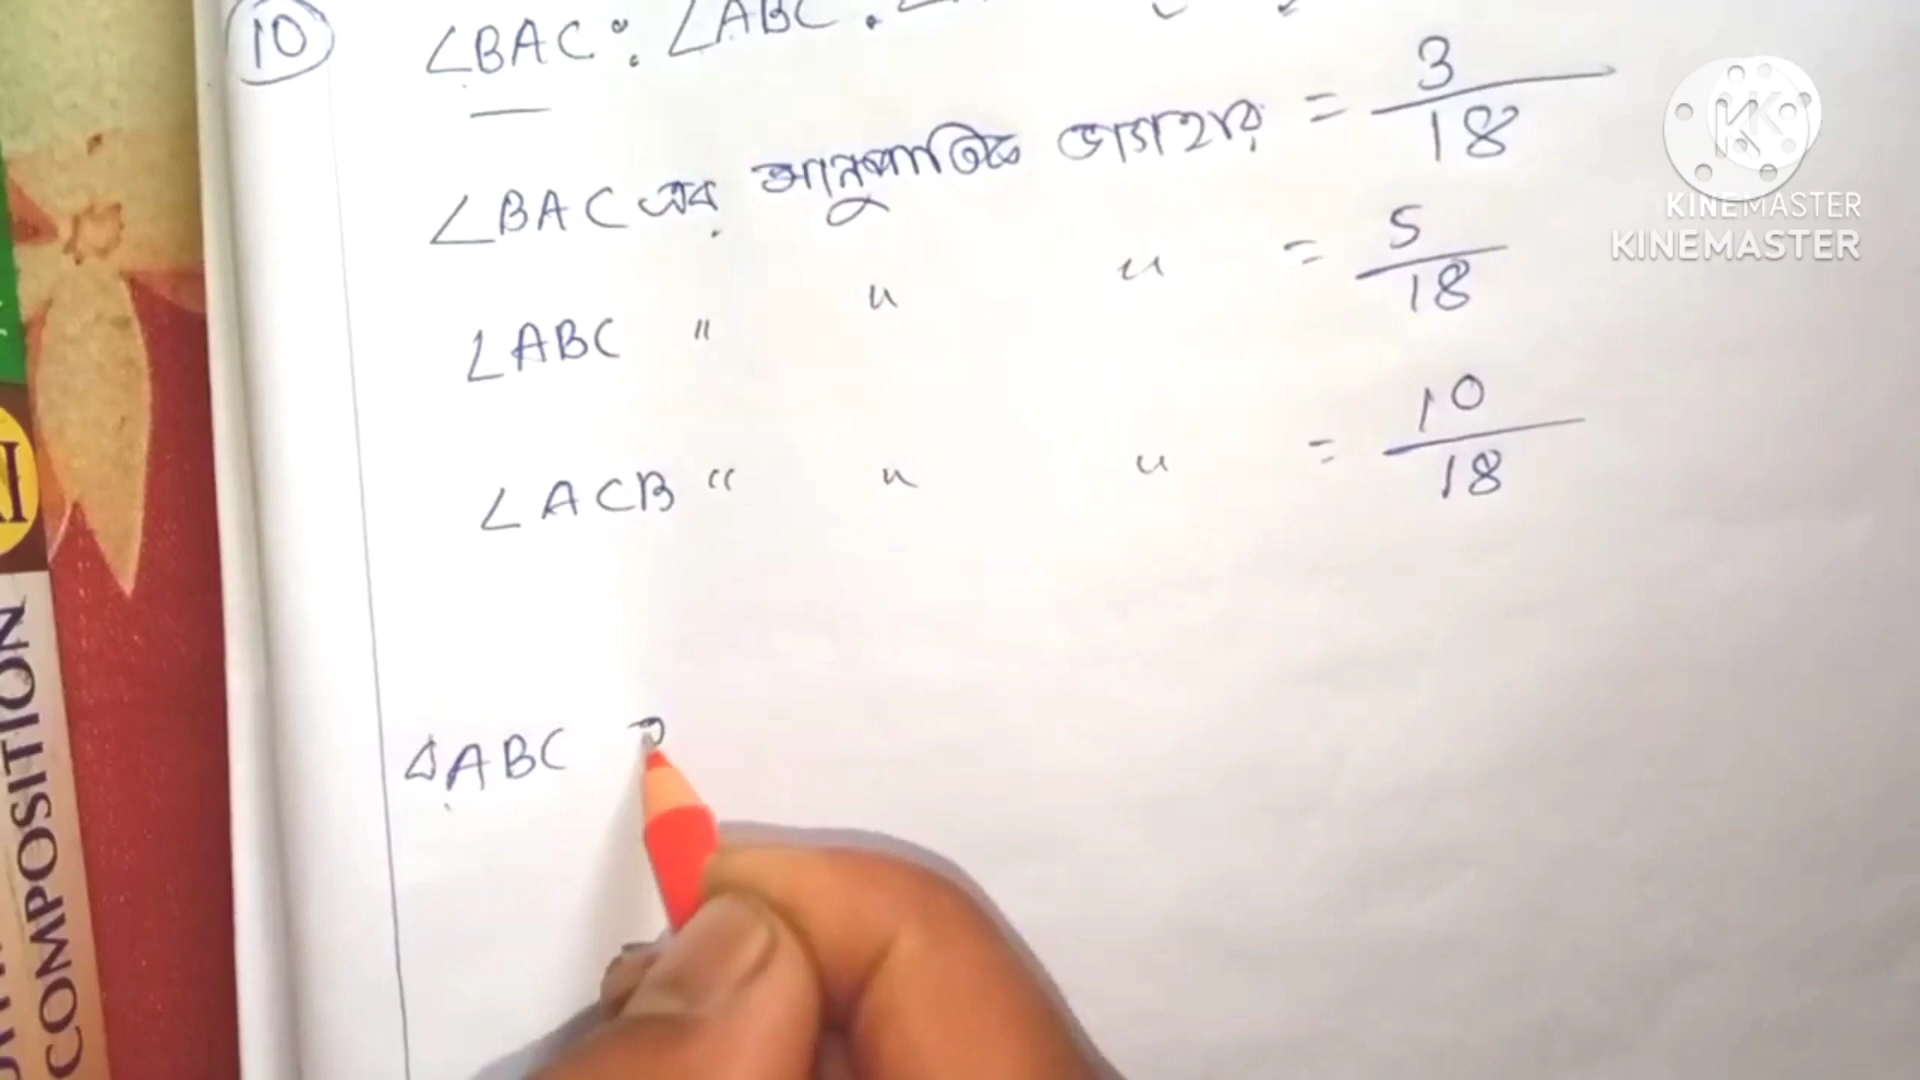 10 ∠BAC : ∠ABC :
∠BAC এর আনুপাতিক ভাগহার = 3/18
∠ABC " " " = 5/18
∠ACB " " " = 10/18
△ABC
KINEMASTER
KINEMASTER
COMPOSITION